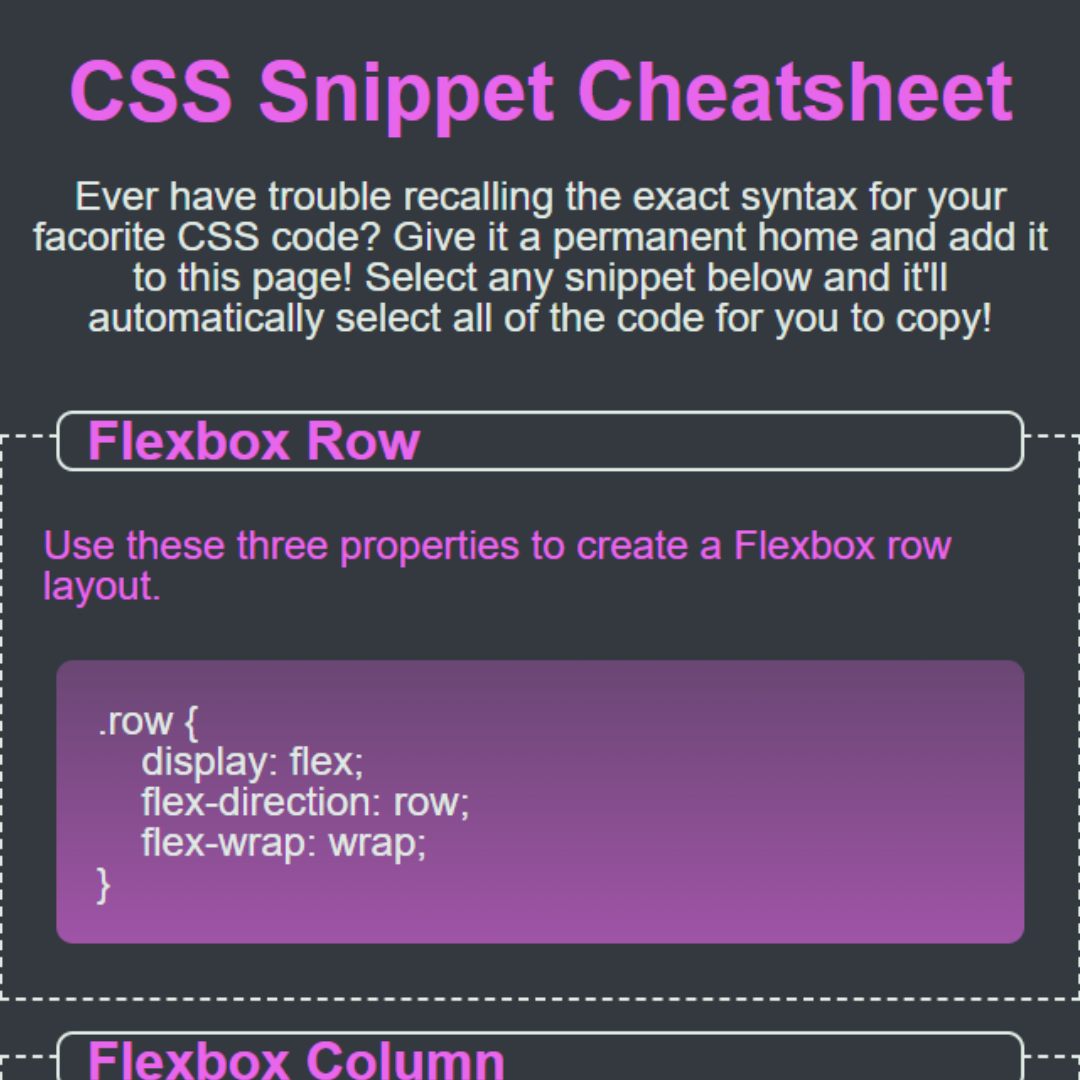 CSS Snippet Cheatsheet
Ever have trouble recalling the exact syntax for your
facorite CSS code? Give it a permanent home and add it
to this page! Select any snippet below and it'll
automatically select all of the code for you to copy!
Flexbox Row
Use these three properties to create a Flexbox row
layout.
.row {
    display: flex;
    flex-direction: row;
    flex-wrap: wrap;
}
Flexbox Column